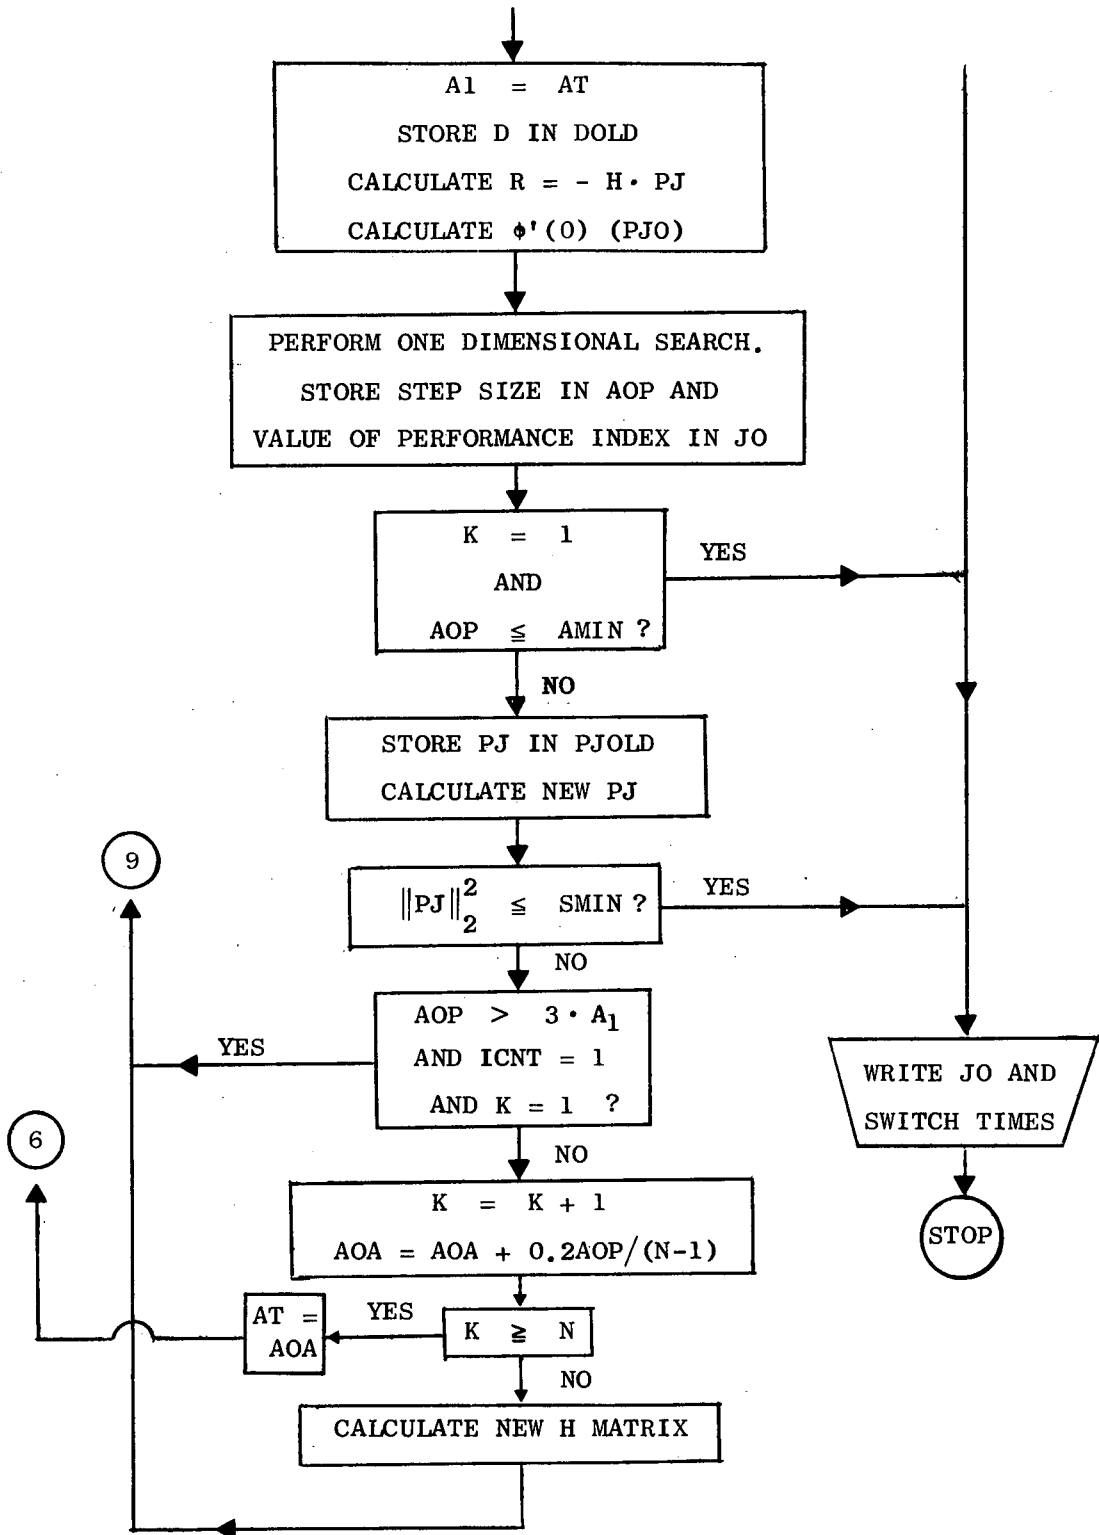 A1 = AT
STORE D IN DOLD
CALCULATE R = - H · PJ
CALCULATE ϕ'(0) (PJO)
PERFORM ONE DIMENSIONAL SEARCH.
STORE STEP SIZE IN AOP AND
VALUE OF PERFORMANCE INDEX IN JO
K = 1
AND
AOP ≦ AMIN ?
YES
NO
STORE PJ IN PJOLD
CALCULATE NEW PJ
9
‖PJ‖₂² ≦ SMIN ?
YES
NO
AOP > 3 · A₁
AND ICNT = 1
AND K = 1 ?
YES
NO
WRITE JO AND
SWITCH TIMES
STOP
6
K = K + 1
AOA = AOA + 0.2AOP/(N-1)
K ≧ N
YES
AT =
AOA
NO
CALCULATE NEW H MATRIX